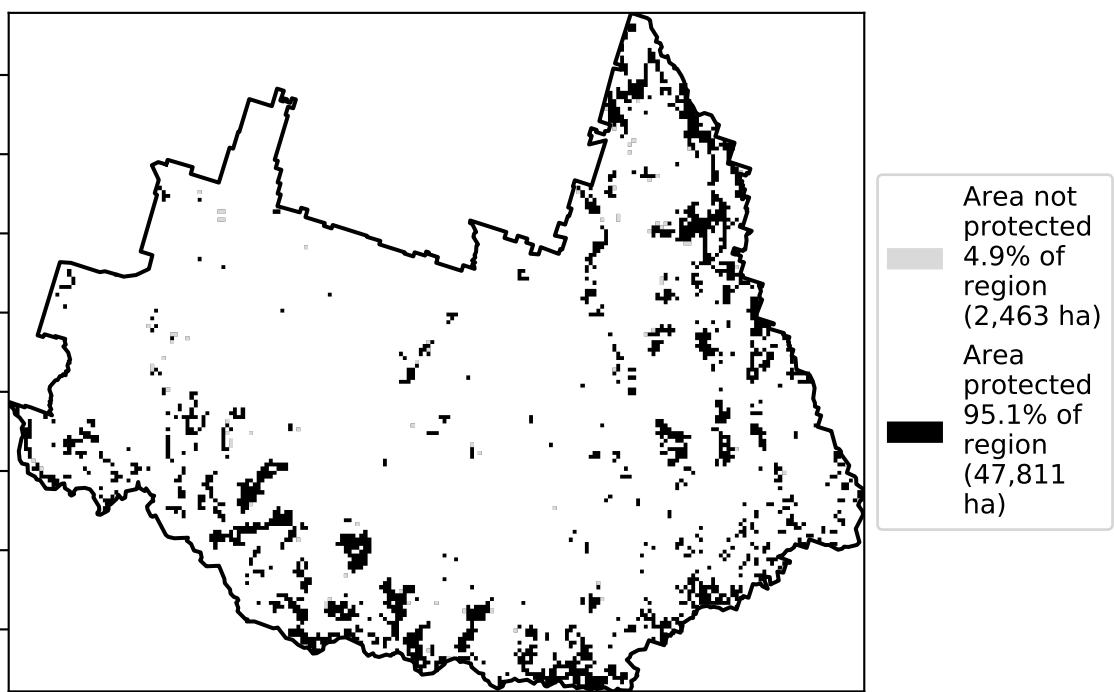 Area not
protected
4.9% of
region
(2,463 ha)
Area
protected
95.1% of
region
(47,811
ha)